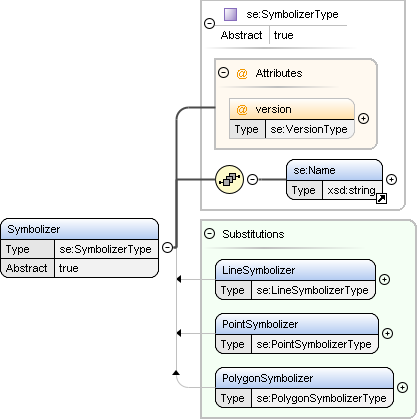 se:SymbolizerType
Abstract true
@ Attributes
@ version
Type se:VersionType
se:Name
Type xsd:string
Symbolizer
Type se:SymbolizerType
Abstract true
Substitutions
LineSymbolizer
Type se:LineSymbolizerType
PointSymbolizer
Type se:PointSymbolizerType
PolygonSymbolizer
Type se:PolygonSymbolizerType